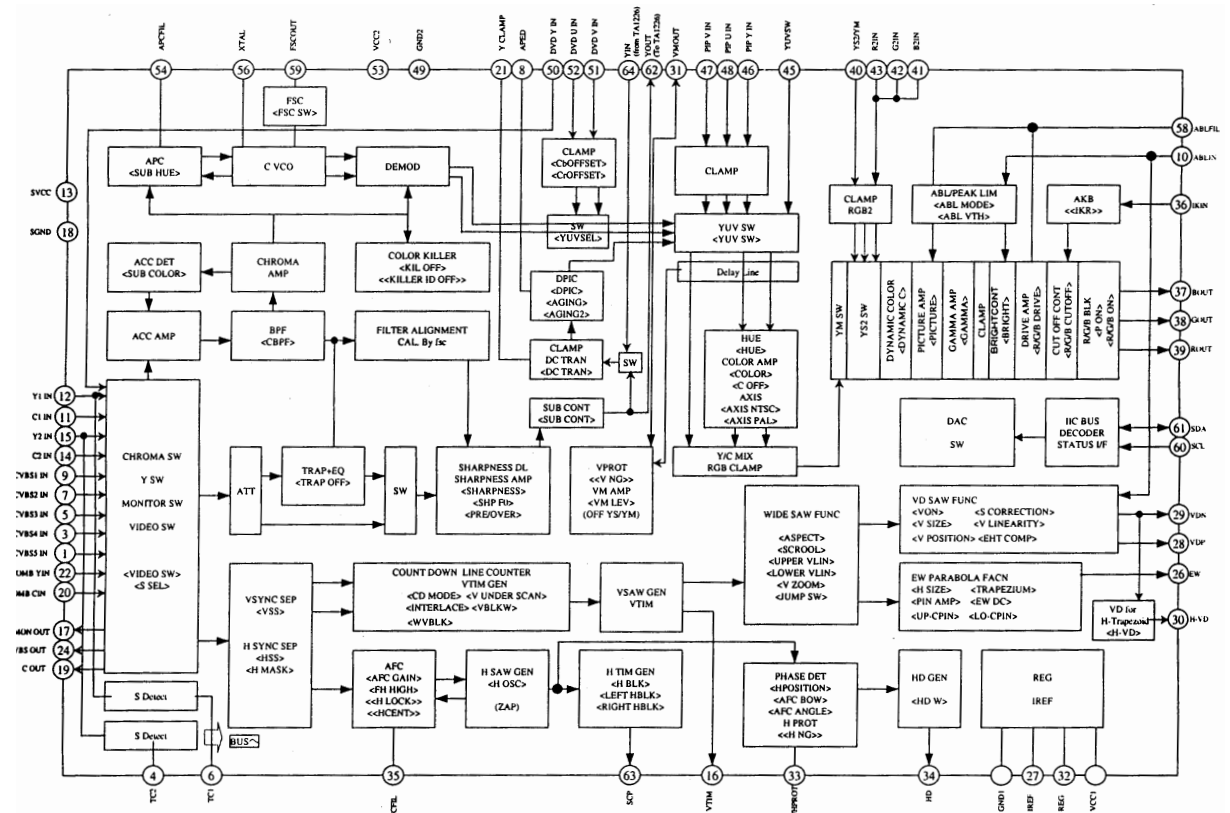 APCFIL
XTAL
FSCOUT
VCC2
GND2
Y CLAMP
APED
DVD Y IN
DVD U IN
DVD V IN
YIN
(from TA1226)
YOUT
(To TA1226)
VMOUT
PIP V IN
PIP U IN
PIP Y IN
YUVSW
YS2/YM
R2IN
G2IN
B2IN
54
56
59
53
49
21
8
50
52
51
64
62
31
47
48
46
45
40
43
42
41
FSC
<FSC SW>
58
ABLFIL
10
ABLIN
APC
<SUB HUE>
C VCO
DEMOD
CLAMP
<CbOFFSET>
<CrOFFSET>
CLAMP
SVCC
13
CLAMP
RGB2
ABL/PEAK LIM
<ABL MODE>
<ABL VTH>
AKB
<<IKR>>
36
IKIN
SGND
18
SW
<YUVSEL>
YUV SW
<YUV SW>
ACC DET
<SUB COLOR>
CHROMA
AMP
COLOR KILLER
<KIL OFF>
<<KILLER ID OFF>>
Delay Line
DPIC
<DPIC>
<AGING>
<AGING2>
YM SW
YS2 SW
DYNAMIC COLOR
<DYNAMIC C>
PICTURE AMP
<PICTURE>
GAMMA AMP
<GAMMA>
CLAMP
BRIGHTCONT
<BRIGHT>
DRIVE AMP
<R/G/B DRIVE>
CUT OFF CONT
<R/G/B CUTOFF>
R/G/B BLK
<P ON>
<R/G/B ON>
37
BOUT
38
GOUT
39
ROUT
ACC AMP
BPF
<CBPF>
FILTER ALIGNMENT
CAL. By fsc
CLAMP
DC TRAN
<DC TRAN>
SW
HUE
<HUE>
COLOR AMP
<COLOR>
<C OFF>
AXIS
<AXIS NTSC>
<AXIS PAL>
Y1 IN
12
C1 IN
11
Y2 IN
15
C2 IN
14
CVBS1 IN
9
CVBS2 IN
7
CVBS3 IN
5
CVBS4 IN
3
CVBS5 IN
1
22
20
17
24
C OUT
19
CHROMA SW
Y SW
MONITOR SW
VIDEO SW
<VIDEO SW>
<S SEL>
SUB CONT
<SUB CONT>
DAC
SW
IIC BUS
DECODER
STATUS I/F
61
SDA
60
SCL
ATT
TRAP+EQ
<TRAP OFF>
SW
SHARPNESS DL
SHARPNESS AMP
<SHARPNESS>
<SHP F0>
<PRE/OVER>
VPROT
<<V NG>>
VM AMP
<VM LEV>
(OFF YS/YM)
Y/C MIX
RGB CLAMP
WIDE SAW FUNC
<ASPECT>
<SCROOL>
<UPPER VLIN>
<LOWER VLIN>
<V ZOOM>
<JUMP SW>
VD SAW FUNC
<VON> <S CORRECTION>
<V SIZE> <V LINEARITY>
<V POSITION> <EHT COMP>
29
VDN
28
VDP
VSYNC SEP
<VSS>
H SYNC SEP
<HSS>
<H MASK>
COUNT DOWN LINE COUNTER
VTIM GEN
<CD MODE> <V UNDER SCAN>
<INTERLACE> <VBLKW>
<WVBLK>
VSAW GEN
VTIM
EW PARABOLA FACN
<H SIZE> <TRAPEZIUM>
<PIN AMP> <EW DC>
<UP-CPIN> <LO-CPIN>
26
EW
VD for
H-Trapezoid
<H-VD>
30
H-VD
AFC
<AFC GAIN>
<FH HIGH>
<<H LOCK>>
<<HCENT>>
H SAW GEN
<H OSC>
(ZAP)
H TIM GEN
<H BLK>
<LEFT HBLK>
<RIGHT HBLK>
PHASE DET
<HPOSITION>
<AFC BOW>
<AFC ANGLE>
H PROT
<<H NG>>
HD GEN
<HD W>
REG
IREF
S Detect
S Detect
BUSへ
4
6
35
63
16
33
34
27
32
TC2
TC1
SCP
VTIM
HPROT
HD
GND1
IREF
REG
VCC1